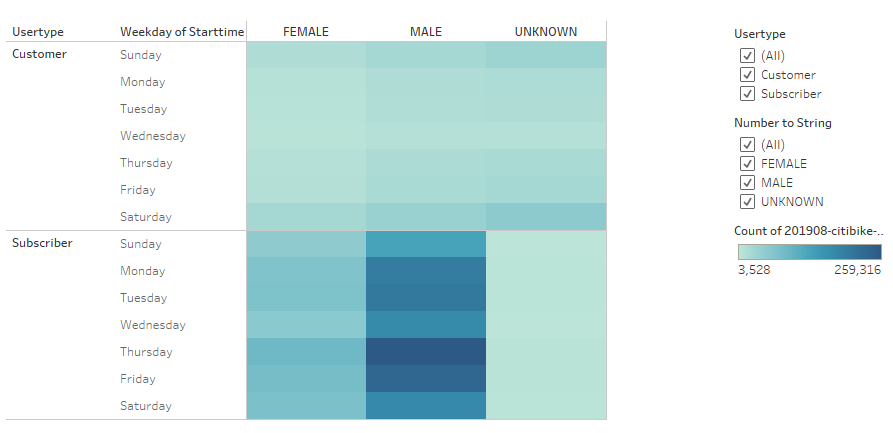 Usertype Weekday of Starttime FEMALE MALE UNKNOWN
Customer Sunday
Monday
Tuesday
Wednesday
Thursday
Friday
Saturday
Subscriber Sunday
Monday
Tuesday
Wednesday
Thursday
Friday
Saturday
Usertype
(All)
Customer
Subscriber
Number to String
(All)
FEMALE
MALE
UNKNOWN
Count of 201908-citibike-..
3,528 259,316